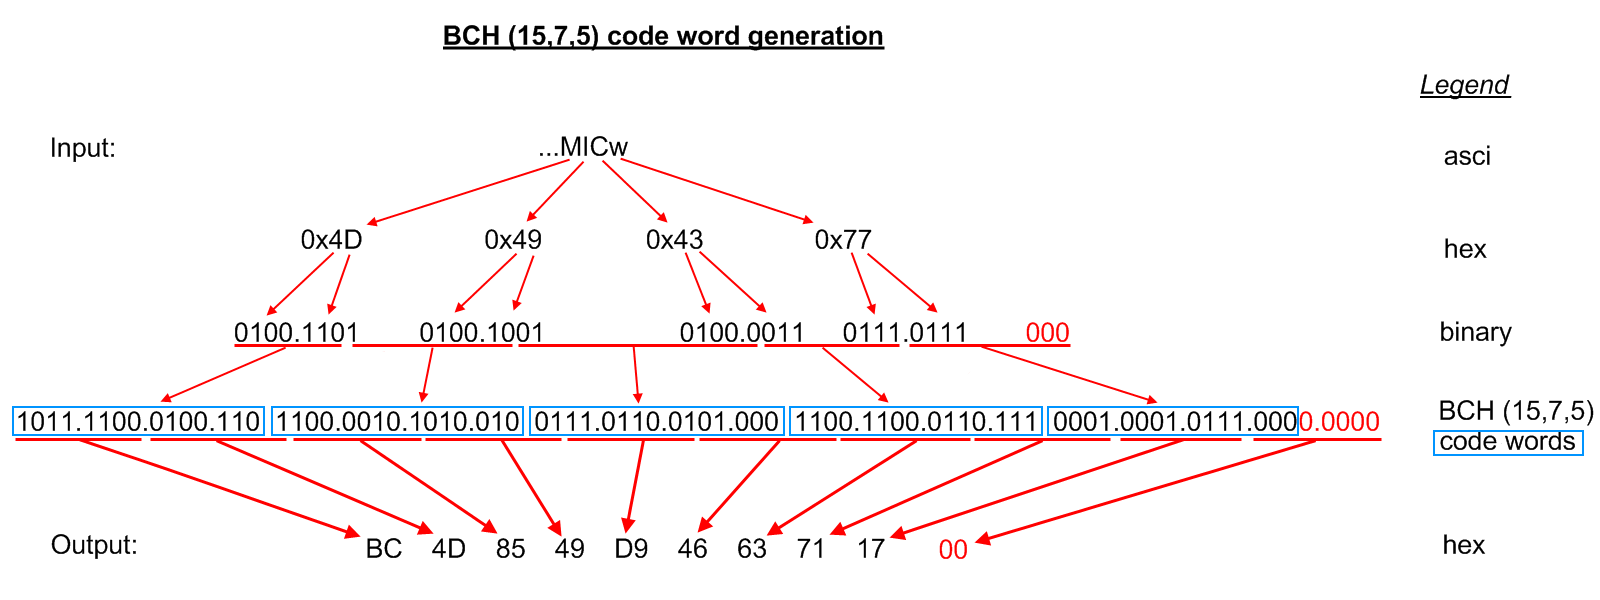 BCH (15,7,5) code word generation
Legend
Input: ...MICw asci
0x4D 0x49 0x43 0x77 hex
0100.1101 0100.1001 0100.0011 0111.0111 000 binary
1011.1100.0100.110 1100.0010.1010.010 0111.0110.0101.000 1100.1100.0110.111 0001.0001.0111.0000.0000 BCH (15,7,5)
code words
Output: BC 4D 85 49 D9 46 63 71 17 00 hex